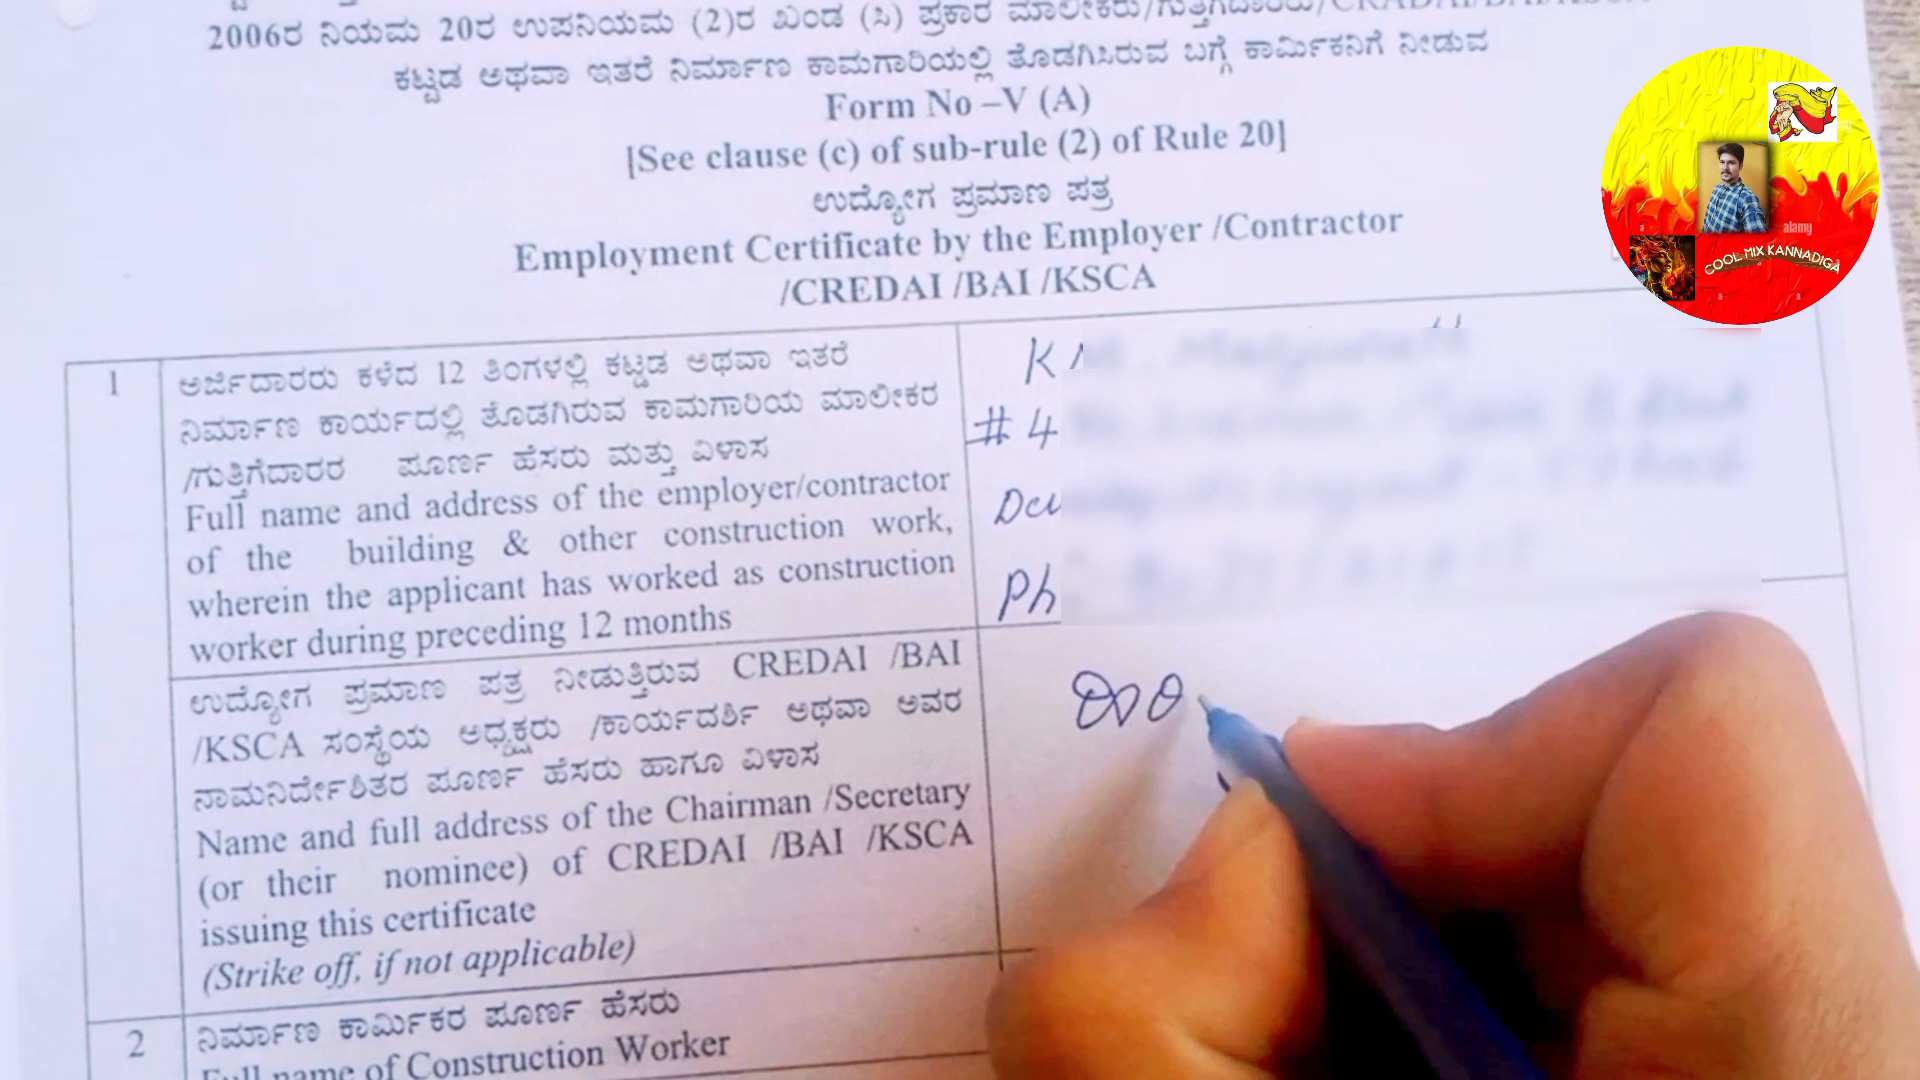 2006ರ ನಿಯಮ 20ರ ಉಪನಿಯಮ (2)ರ ಖಂಡ (ಸಿ) ಪ್ರಕಾರ ಮಾಲೀಕರು/ಗುತ್ತಿಗೆದಾರರು/CREDAI/BAI/KSCA
ಕಟ್ಟಡ ಅಥವಾ ಇತರೆ ನಿರ್ಮಾಣ ಕಾಮಗಾರಿಯಲ್ಲಿ ತೊಡಗಿಸಿರುವ ಬಗ್ಗೆ ಕಾರ್ಮಿಕನಿಗೆ ನೀಡುವ
Form No –V (A)
[See clause (c) of sub-rule (2) of Rule 20]
ಉದ್ಯೋಗ ಪ್ರಮಾಣ ಪತ್ರ
Employment Certificate by the Employer /Contractor
/CREDAI /BAI /KSCA
1
ಅರ್ಜಿದಾರರು ಕಳೆದ 12 ತಿಂಗಳಲ್ಲಿ ಕಟ್ಟಡ ಅಥವಾ ಇತರೆ
ನಿರ್ಮಾಣ ಕಾರ್ಯದಲ್ಲಿ ತೊಡಗಿರುವ ಕಾಮಗಾರಿಯ ಮಾಲೀಕರ
/ಗುತ್ತಿಗೆದಾರರ ಪೂರ್ಣ ಹೆಸರು ಮತ್ತು ವಿಳಾಸ
Full name and address of the employer/contractor
of the building & other construction work,
wherein the applicant has worked as construction
worker during preceding 12 months
K
# 4
Ph
ಉದ್ಯೋಗ ಪ್ರಮಾಣ ಪತ್ರ ನೀಡುತ್ತಿರುವ CREDAI /BAI
/KSCA ಸಂಸ್ಥೆಯ ಅಧ್ಯಕ್ಷರು /ಕಾರ್ಯದರ್ಶಿ ಅಥವಾ ಅವರ
ನಾಮನಿರ್ದೇಶಿತರ ಪೂರ್ಣ ಹೆಸರು ಹಾಗೂ ವಿಳಾಸ
Name and full address of the Chairman /Secretary
(or their nominee) of CREDAI /BAI /KSCA
issuing this certificate
(Strike off, if not applicable)
2
ನಿರ್ಮಾಣ ಕಾರ್ಮಿಕರ ಪೂರ್ಣ ಹೆಸರು
Full name of Construction Worker
alamy
COOL MIX KANNADIGA